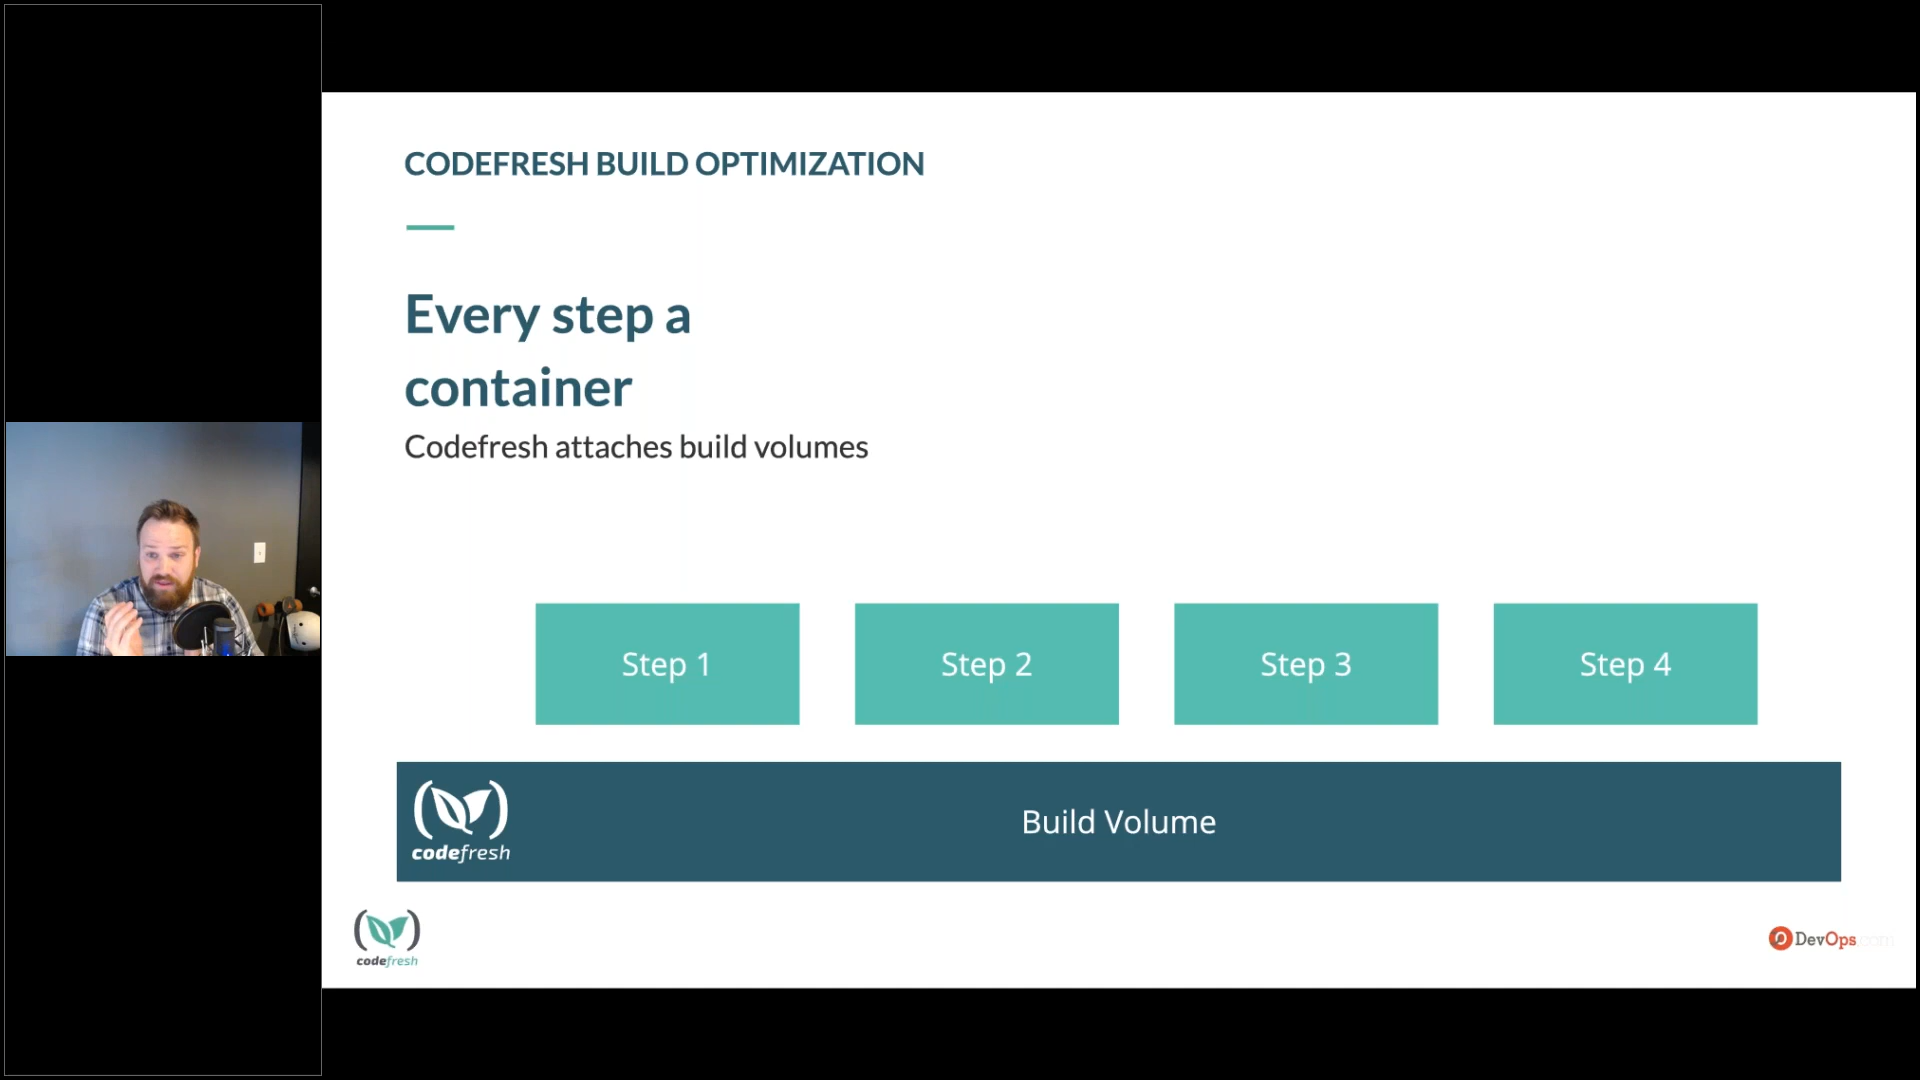 CODEFRESH BUILD OPTIMIZATION
Every step a
container
Codefresh attaches build volumes
Step 1
Step 2
Step 3
Step 4
Build Volume
codefresh
codefresh
DevOps.com